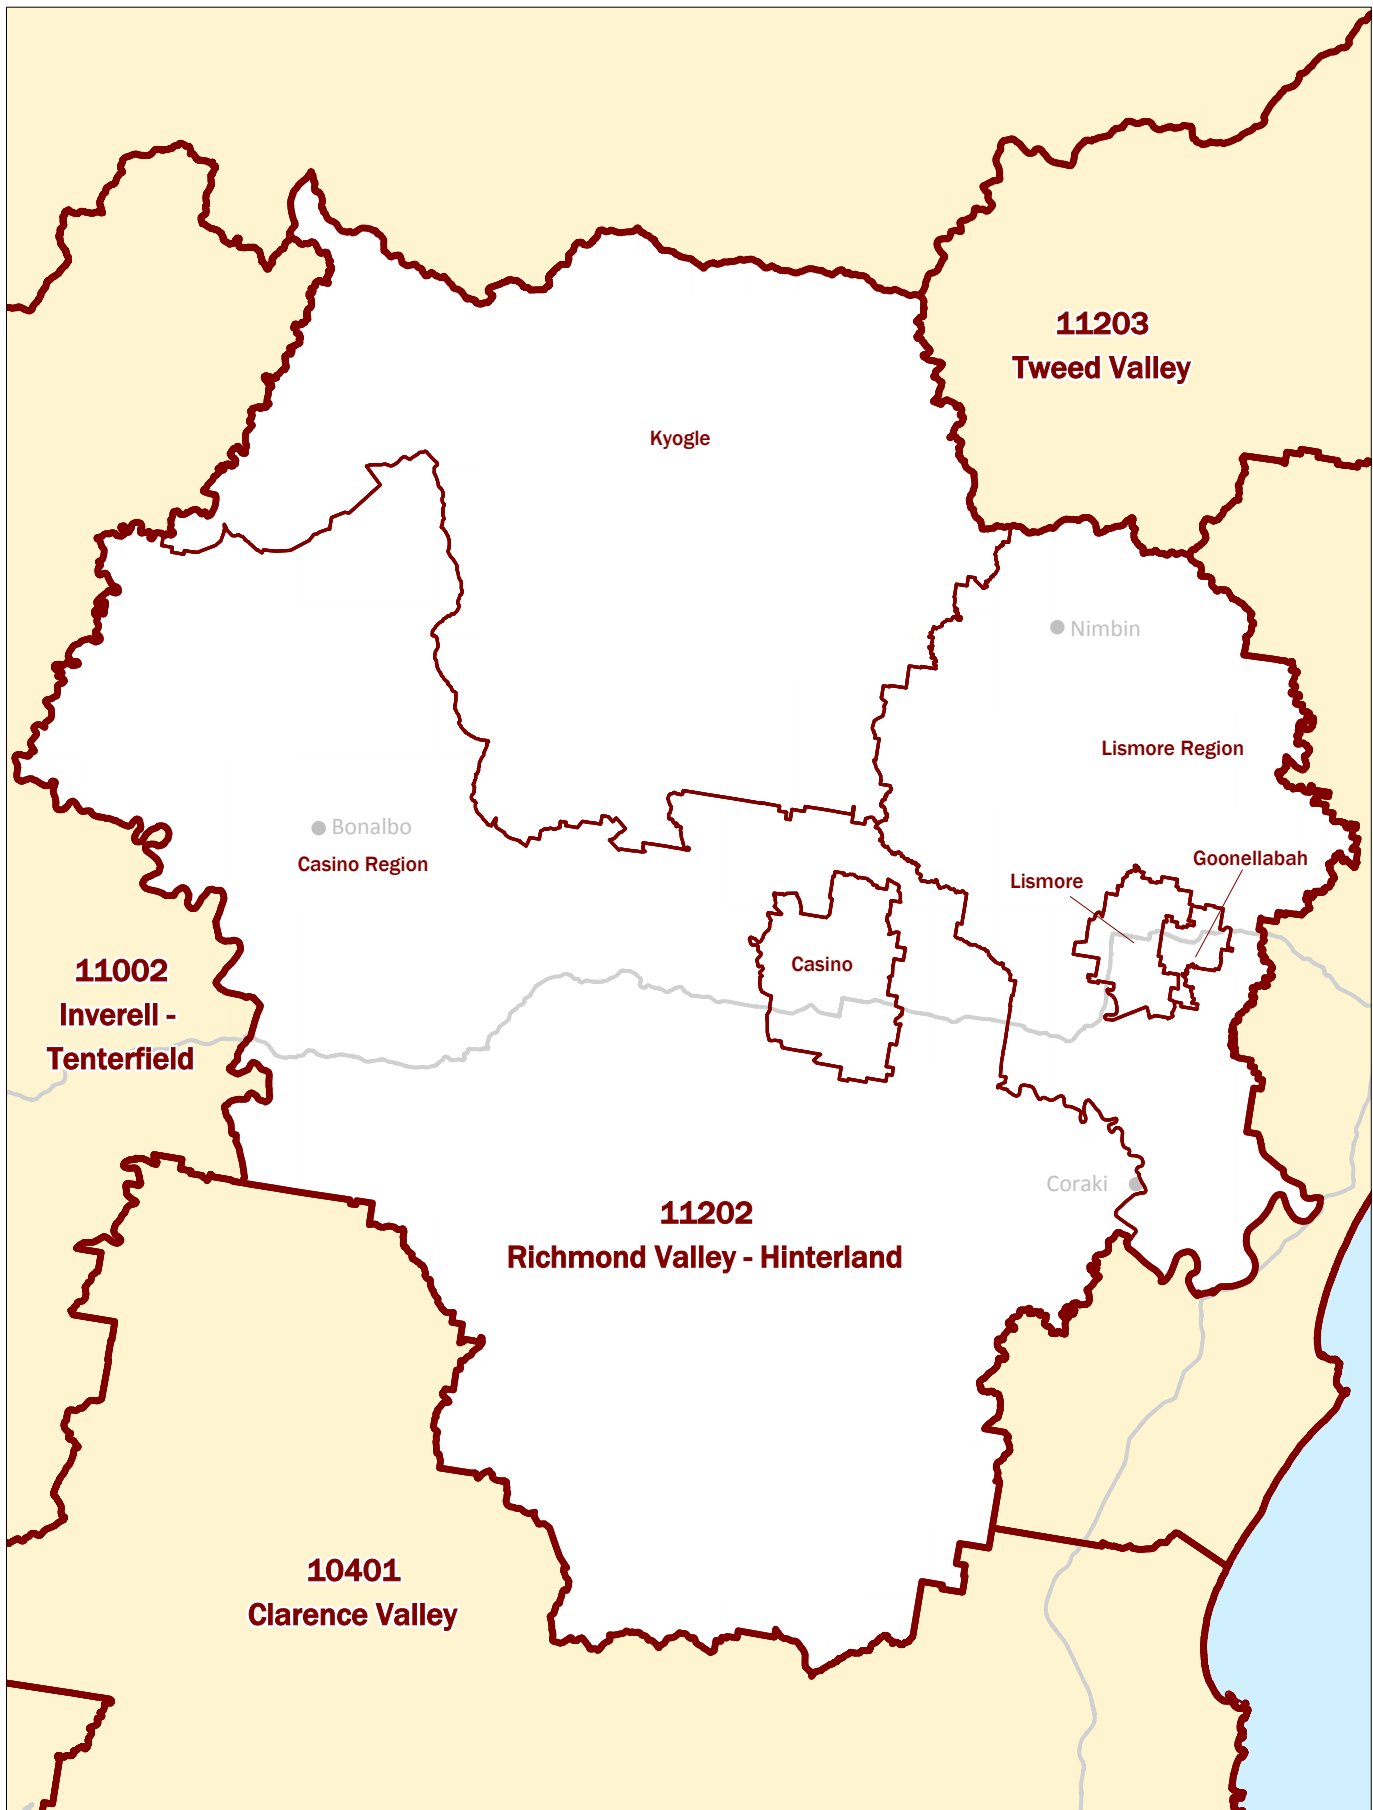 11203
Tweed Valley
Kyogle
Nimbin
Lismore Region
Bonalbo
Casino Region
Goonellabah
Lismore
Casino
11002
Inverell -
Tenterfield
Coraki
11202
Richmond Valley - Hinterland
10401
Clarence Valley